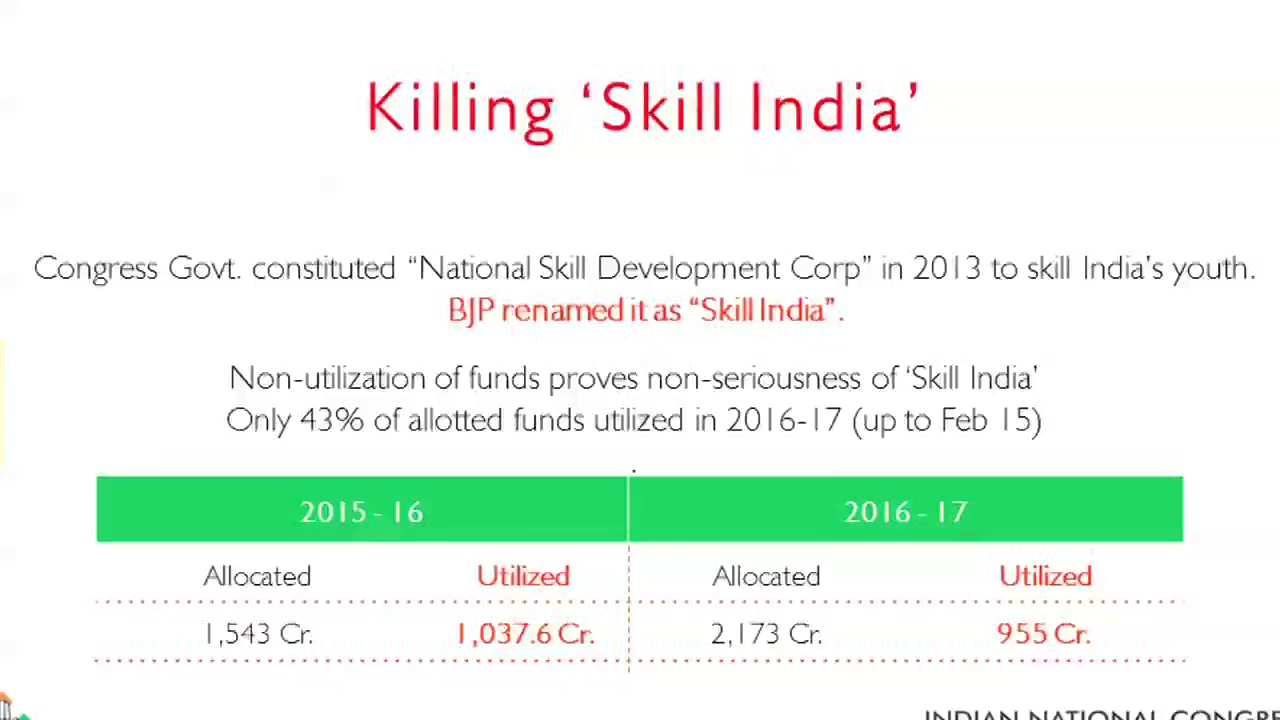 Killing ‘Skill India’
Congress Govt. constituted “National Skill Development Corp” in 2013 to skill India’s youth.
BJP renamed it as “Skill India”.
Non-utilization of funds proves non-seriousness of ‘Skill India’
Only 43% of allotted funds utilized in 2016-17 (up to Feb 15)
.
2015 - 16 2016 - 17
Allocated Utilized Allocated Utilized
1,543 Cr. 1,037.6 Cr. 2,173 Cr. 955 Cr.
INDIAN NATIONAL CONGRE